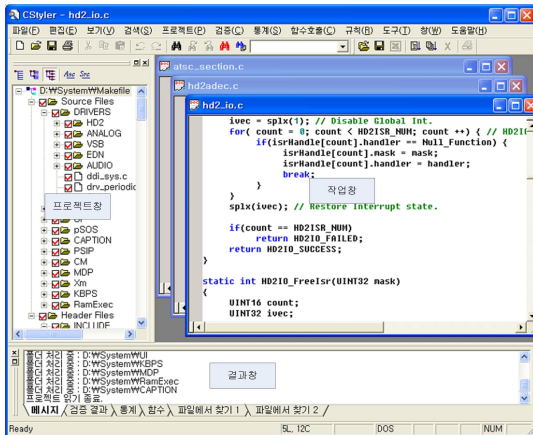 CStyler - hd2_io.c
파일(F) 편집(E) 보기(V) 검색(S) 프로젝트(P) 검증(C) 통계(S) 함수호출(C) 규칙(R) 도구(T) 창(W) 도움말(H)
Abc Src
D:₩System₩Makefile
Source Files
DRIVERS
HD2
ANALOG
VSB
EDN
AUDIO
ddi_sys.c
drv_periodic
프로젝트창
UI
pSOS
CAPTION
PSIP
CM
MDP
Xm
KBPS
RamExec
Header Files
INCLUDE
atsc_section.c
hd2adec.c
hd2_io.c
ivec = splx(1); // Disable Global Int.
for( count = 0; count < HD2ISR_NUM; count ++) { // HD2IO
if(isrHandle[count].handler == Null_Function) {
isrHandle[count].mask = mask;
isrHandle[count].handler = handler;
break;
}
}
작업창
splx(ivec); // Restore Interrupt state.
if(count == HD2ISR_NUM)
return HD2IO_FAILED;
return HD2IO_SUCCESS;
}
static int HD2IO_FreeIsr(UINT32 mask)
{
UINT16 count;
UINT32 ivec;
폴더 처리 중 : D:₩System₩UI
폴더 처리 중 : D:₩System₩KBPS
폴더 처리 중 : D:₩System₩MDP
폴더 처리 중 : D:₩System₩RamExec
폴더 처리 중 : D:₩System₩CAPTION
프로젝트 읽기 종료.
결과창
메시지 검증 결과 통계 함수 파일에서 찾기 1 파일에서 찾기 2
Ready 5L, 12C DOS NUM